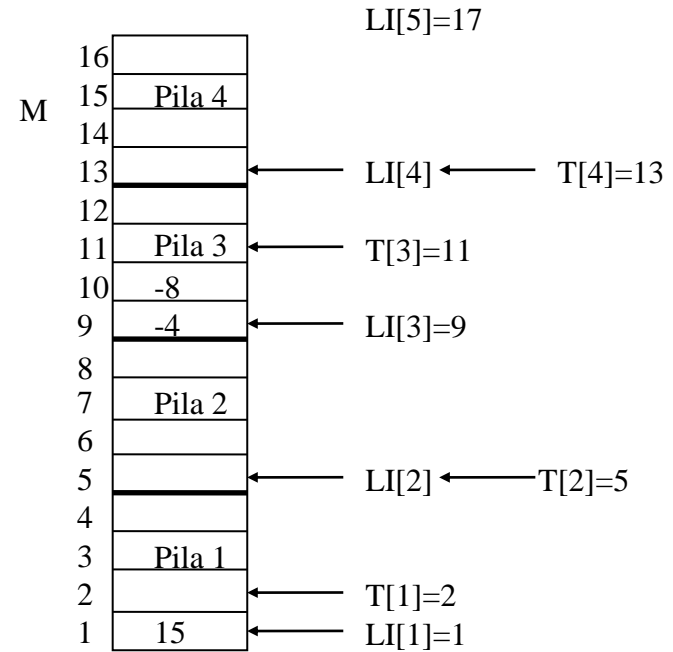 LI[5]=17
16
M 15 Pila 4
14
13 LI[4] T[4]=13
12
11 Pila 3 T[3]=11
10 -8
9 -4 LI[3]=9
8
7 Pila 2
6
5 LI[2] T[2]=5
4
3 Pila 1
2 T[1]=2
1 15 LI[1]=1